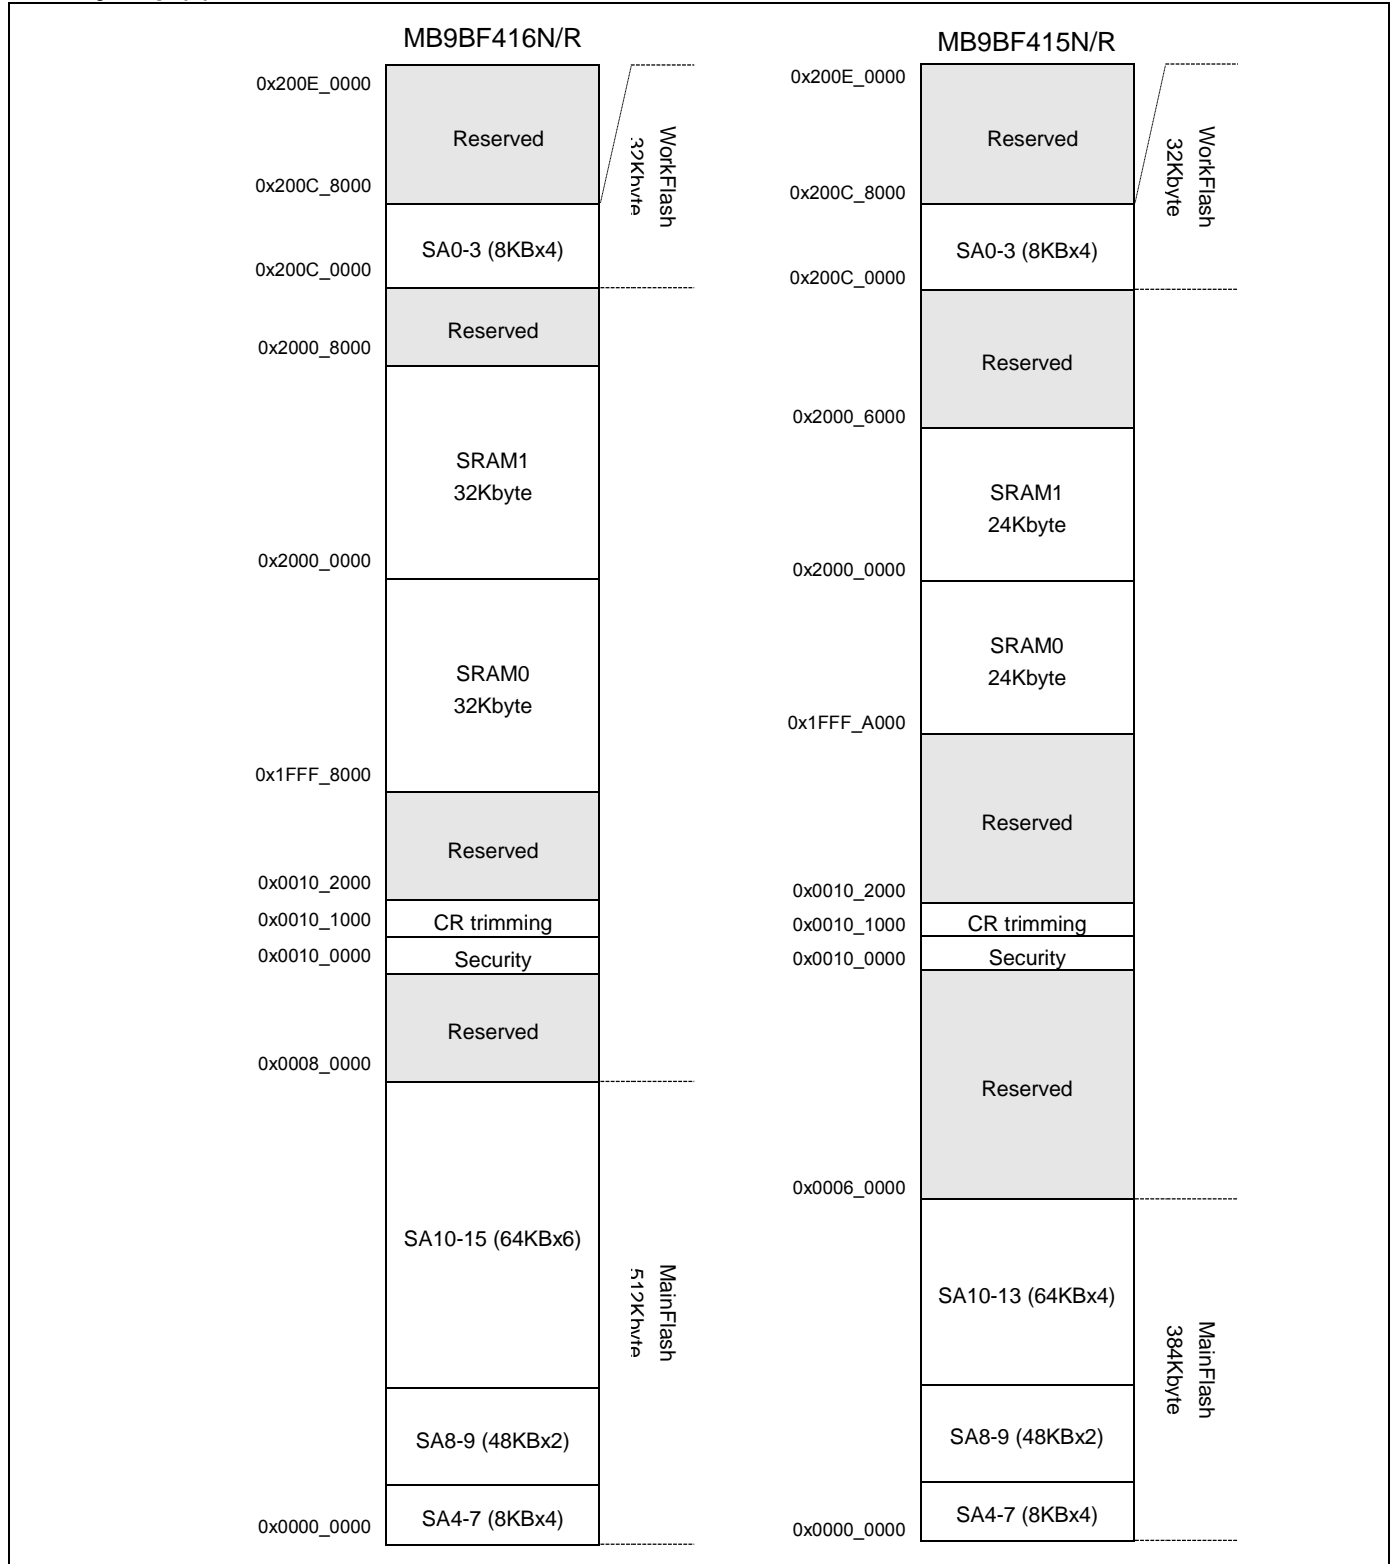 MB9BF416N/R
0x200E_0000
Reserved
0x200C_8000
SA0-3 (8KBx4)
0x200C_0000
Reserved
0x2000_8000
SRAM1
32Kbyte
0x2000_0000
SRAM0
32Kbyte
0x1FFF_8000
Reserved
0x0010_2000
0x0010_1000
CR trimming
0x0010_0000
Security
Reserved
0x0008_0000
SA10-15 (64KBx6)
SA8-9 (48KBx2)
SA4-7 (8KBx4)
0x0000_0000
WorkFlash
32Kbyte
MainFlash
512Kbyte
MB9BF415N/R
0x200E_0000
Reserved
0x200C_8000
SA0-3 (8KBx4)
0x200C_0000
Reserved
0x2000_6000
SRAM1
24Kbyte
0x2000_0000
SRAM0
24Kbyte
0x1FFF_A000
Reserved
0x0010_2000
0x0010_1000
CR trimming
0x0010_0000
Security
Reserved
0x0006_0000
SA10-13 (64KBx4)
SA8-9 (48KBx2)
SA4-7 (8KBx4)
0x0000_0000
WorkFlash
32Kbyte
MainFlash
384Kbyte